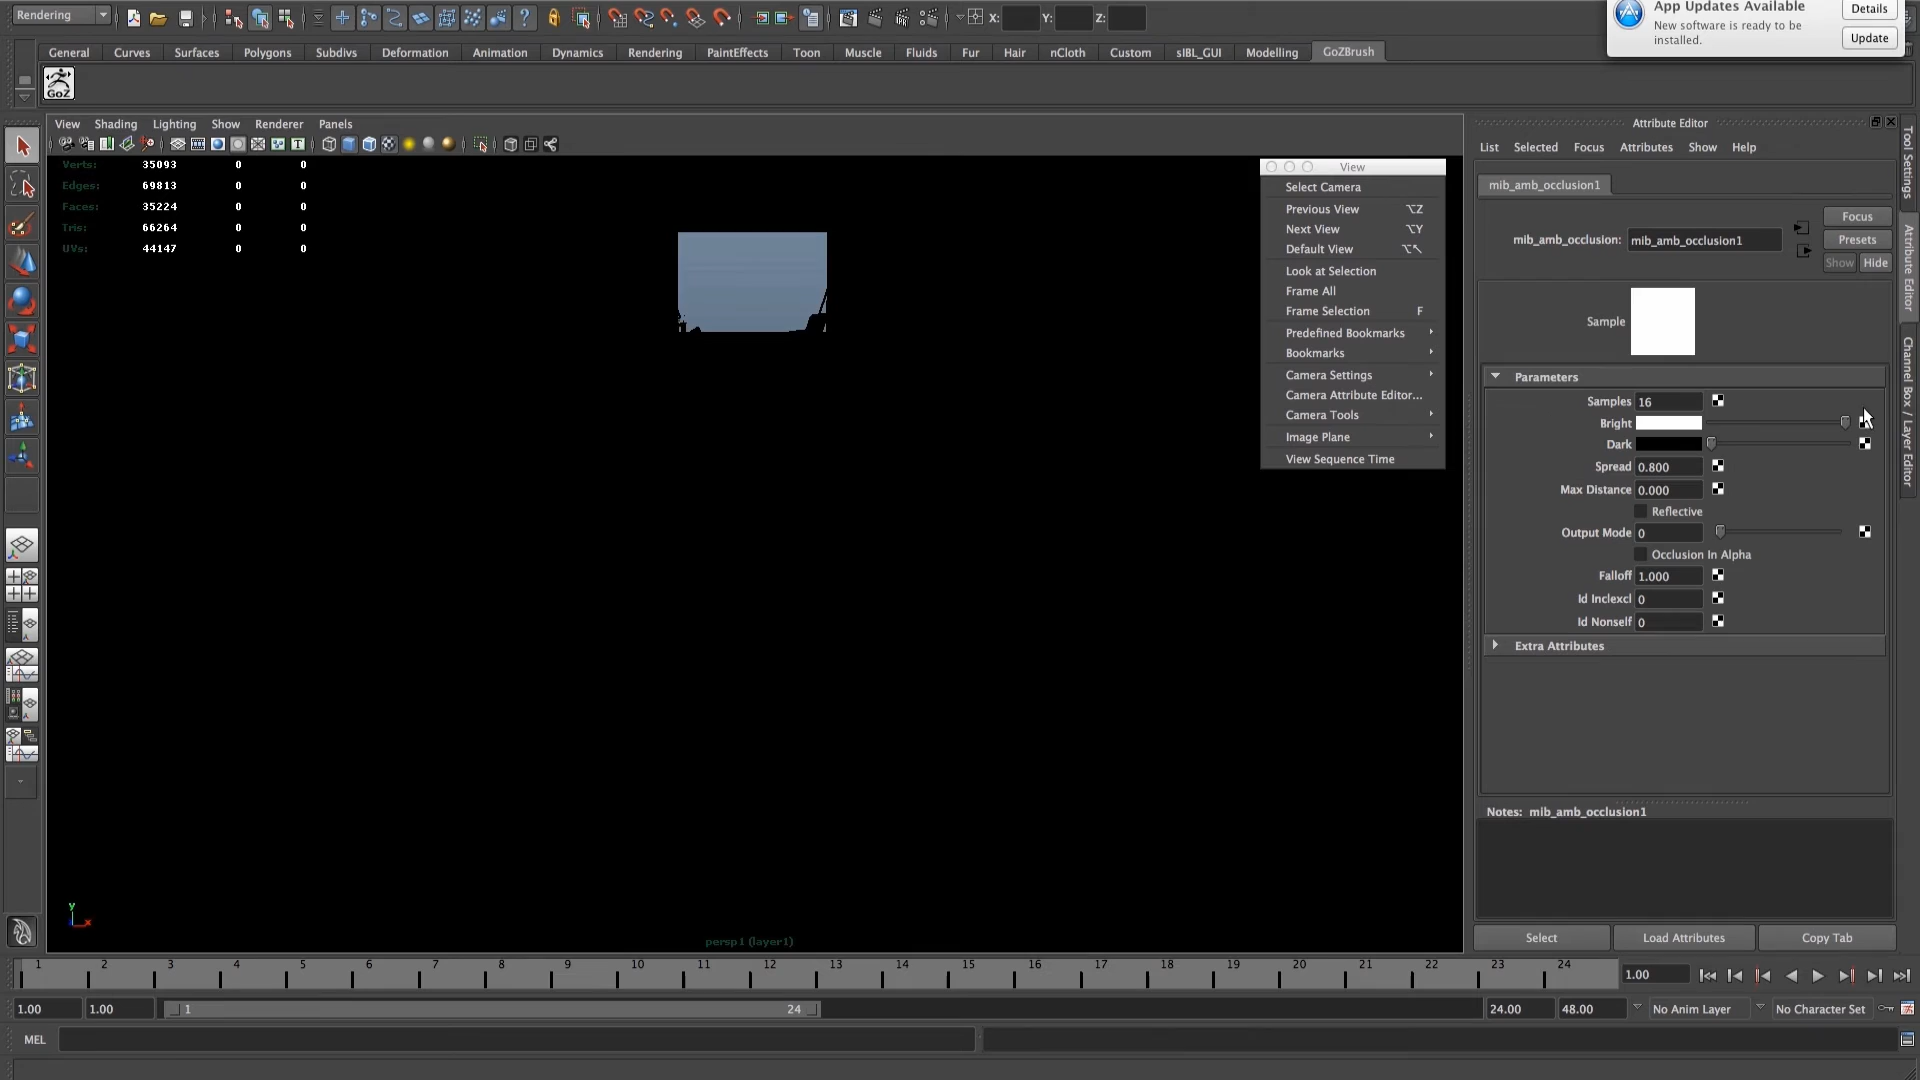 Rendering
X:
Y:
Z:
App Updates Available
New software is ready to
installed.
Details
Update
General Curves Surfaces Polygons Subdivs Deformation Animation Dynamics Rendering PaintEffects Toon Muscle Fluids Fur Hair nCloth Custom sIBL_GUI Modelling GoZBrush
GoZ
View Shading Lighting Show Renderer Panels
Verts: 35093 0 0
Edges: 69813 0 0
Faces: 35224 0 0
Tris: 66264 0 0
UVs: 44147 0 0
View
Select Camera
Previous View ⌥Z
Next View ⌥Y
Default View ⌥↖
Look at Selection
Frame All
Frame Selection F
Predefined Bookmarks
Bookmarks
Camera Settings
Camera Attribute Editor...
Camera Tools
Image Plane
View Sequence Time
persp1 (layer1)
y
x
Attribute Editor
List Selected Focus Attributes Show Help
mib_amb_occlusion1
mib_amb_occlusion: mib_amb_occlusion1
Focus
Presets
Show Hide
Sample
Parameters
Samples 16
Bright
Dark
Spread 0.800
Max Distance 0.000
Reflective
Output Mode 0
Occlusion In Alpha
Falloff 1.000
Id Inclexcl 0
Id Nonself 0
Extra Attributes
Notes: mib_amb_occlusion1
Select Load Attributes Copy Tab
Tool Settings
Attribute Editor
Channel Box / Layer Editor
1 2 3 4 5 6 7 8 9 10 11 12 13 14 15 16 17 18 19 20 21 22 23 24
1.00
1.00 1.00 1 24 24.00 48.00 No Anim Layer No Character Set
MEL